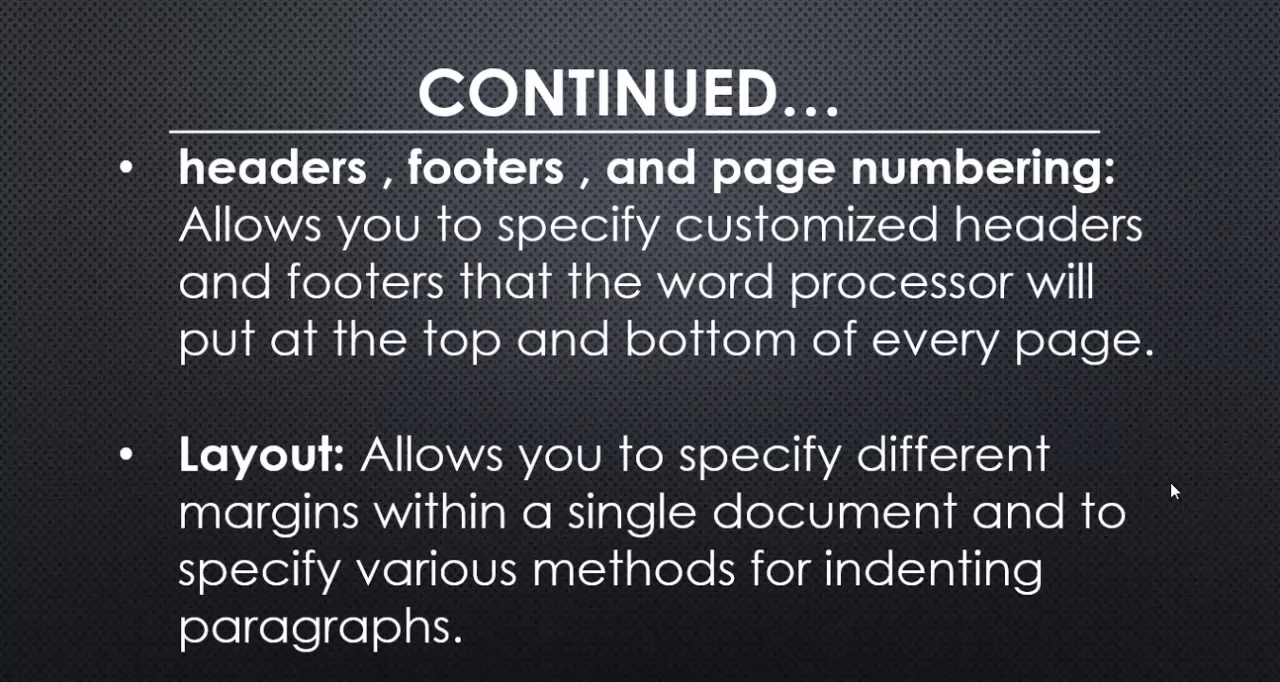 CONTINUED...
• headers , footers , and page numbering:
Allows you to specify customized headers
and footers that the word processor will
put at the top and bottom of every page.
• Layout: Allows you to specify different
margins within a single document and to
specify various methods for indenting
paragraphs.